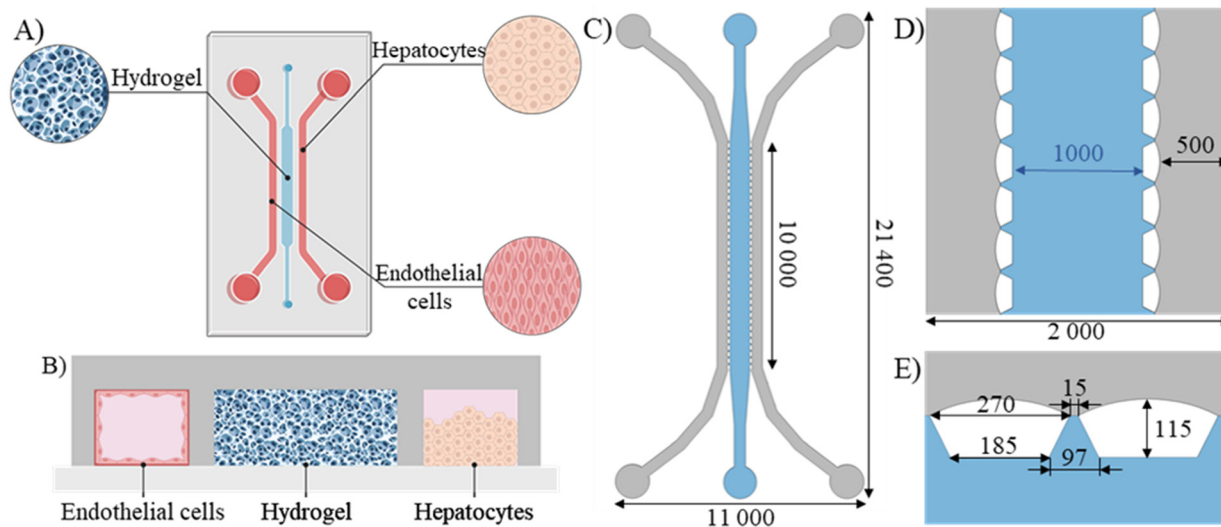 A)
Hydrogel
Hepatocytes
Endothelial
cells
B)
Endothelial cells
Hydrogel
Hepatocytes
C)
10 000
21 400
11 000
D)
1000
500
2 000
E)
15
270
115
185
97